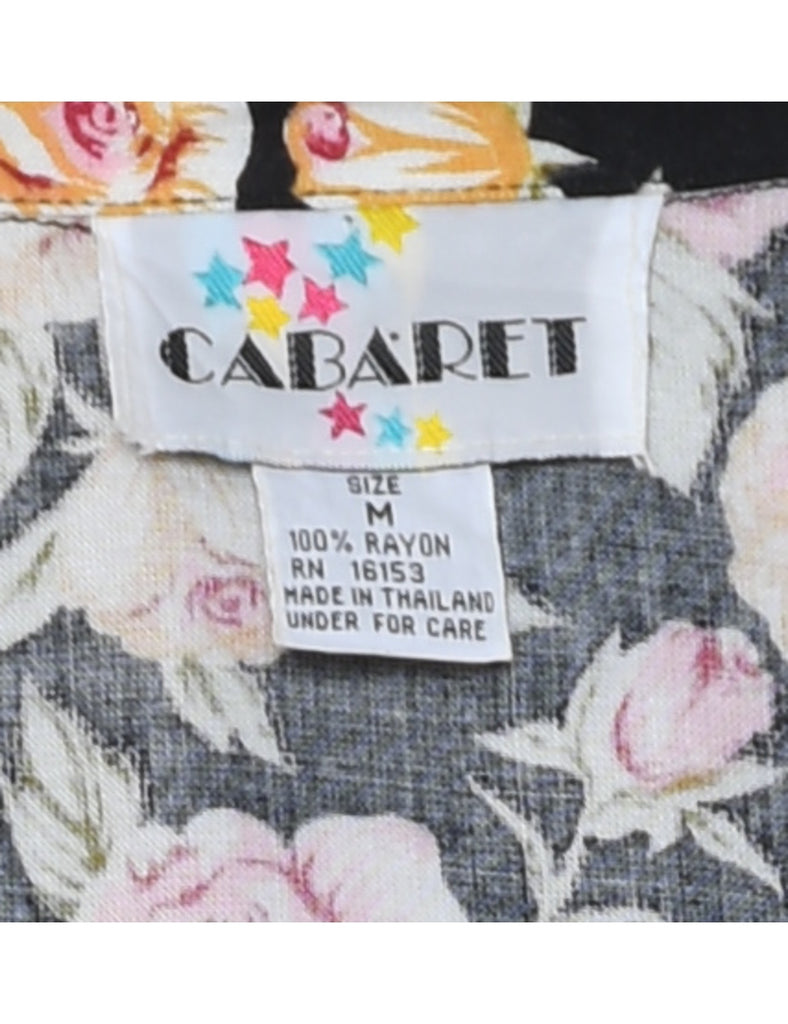 CABARET
SIZE
M
100% RAYON
RN 16153
MADE IN THAILAND
UNDER FOR CARE